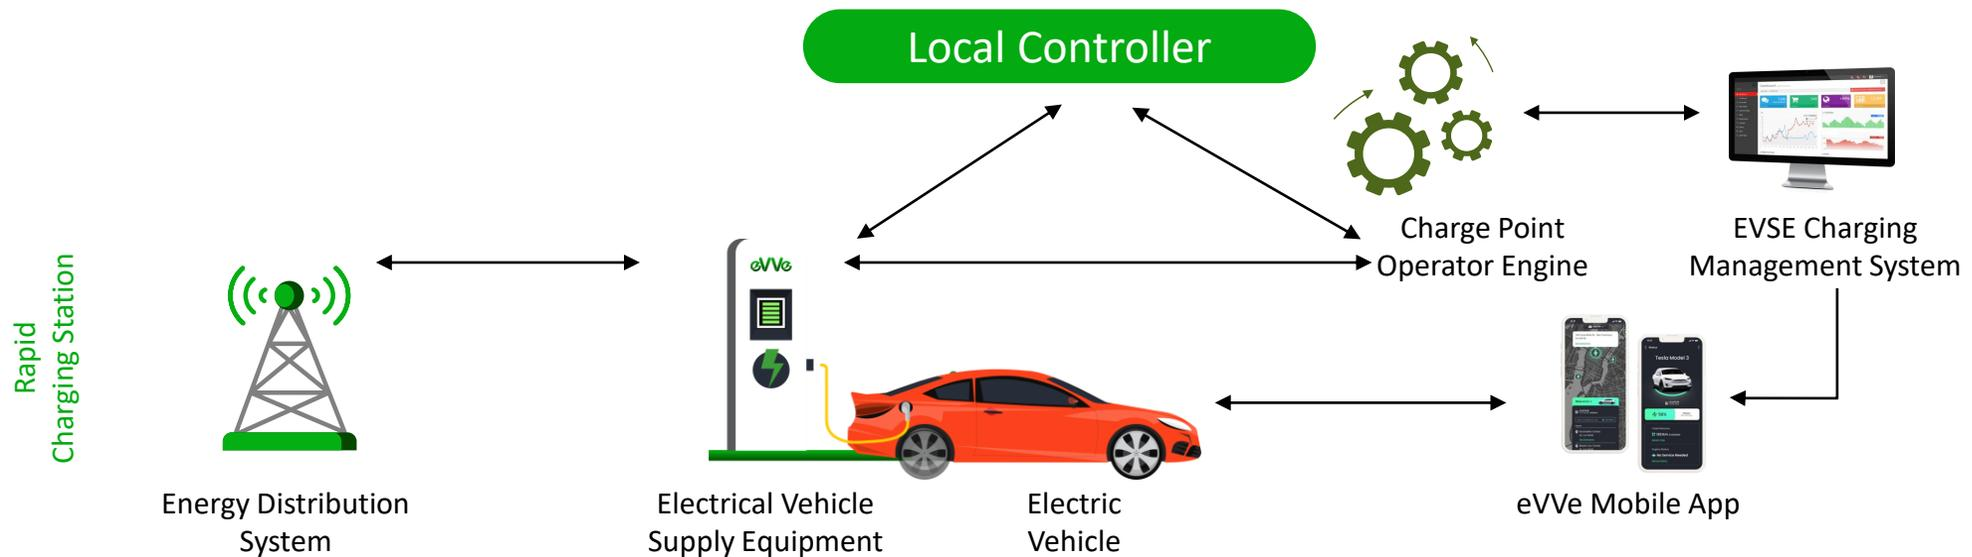 Local Controller
Charge Point
Operator Engine
EVSE Charging
Management System
Rapid
Charging Station
eVVe
Tesla Model 3
Energy Distribution
System
Electrical Vehicle
Supply Equipment
Electric
Vehicle
eVVe Mobile App